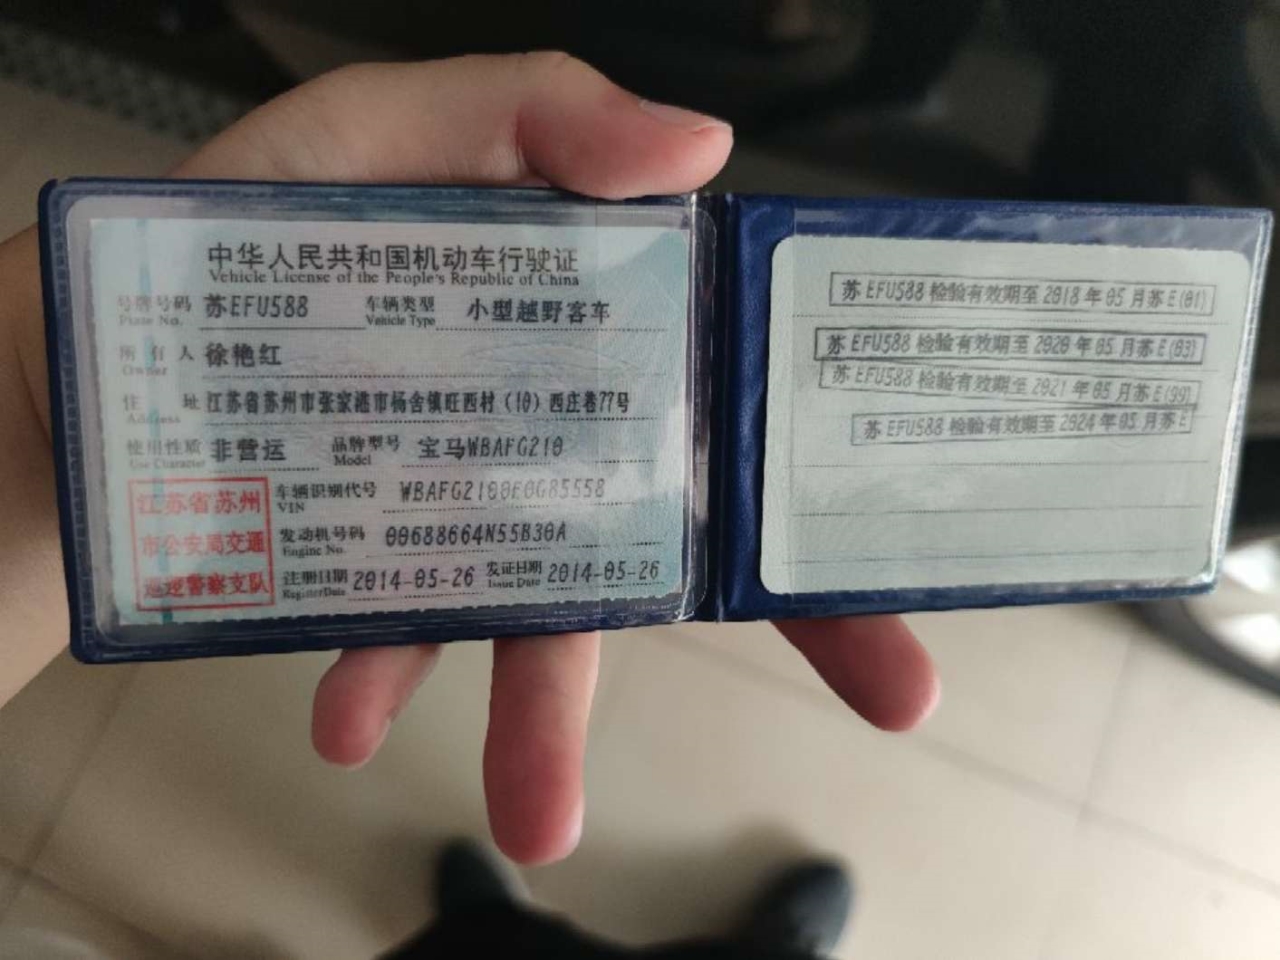 中华人民共和国机动车行驶证
Vehicle License of the People's Republic of China
号牌号码 苏EFU588 车辆类型 小型越野客车
Plate No. Vehicle Type
所有人 徐艳红
Owner
住址 江苏省苏州市张家港市杨舍镇旺西村（10）西庄巷77号
Address
使用性质 非营运 品牌型号 宝马WBAFG210
Use Character Model
江苏省苏州
市公安局交通
巡逻警察支队
车辆识别代号 WBAFG2100E0G85558
VIN
发动机号码 00688664N55B30A
Engine No.
注册日期 2014-05-26 发证日期 2014-05-26
Register Date Issue Date
苏EFU588检验有效期至2018年05月苏E(01)
苏EFU588检验有效期至2020年05月苏E(03)
苏EFU588检验有效期至2021年05月苏E(99)
苏EFU588检验有效期至2024年05月苏E